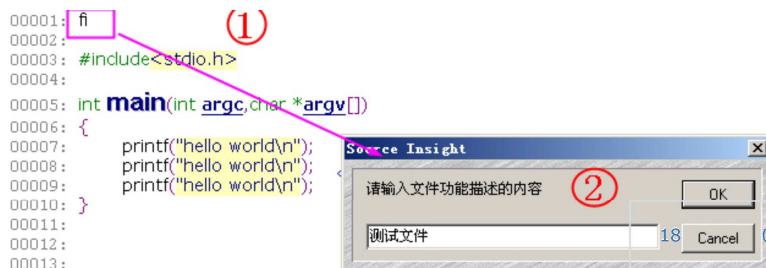 00001: fi
①
00002:
00003: #include<stdio.h>
00004:
00005: int main(int argc,char *argv[])
00006: {
00007: printf("hello world\n");
00008: printf("hello world\n");
00009: printf("hello world\n");
00010: }
00011:
00012:
00013:
Source Insight
请输入文件功能描述的内容
②
OK
测试文件
18
Cancel